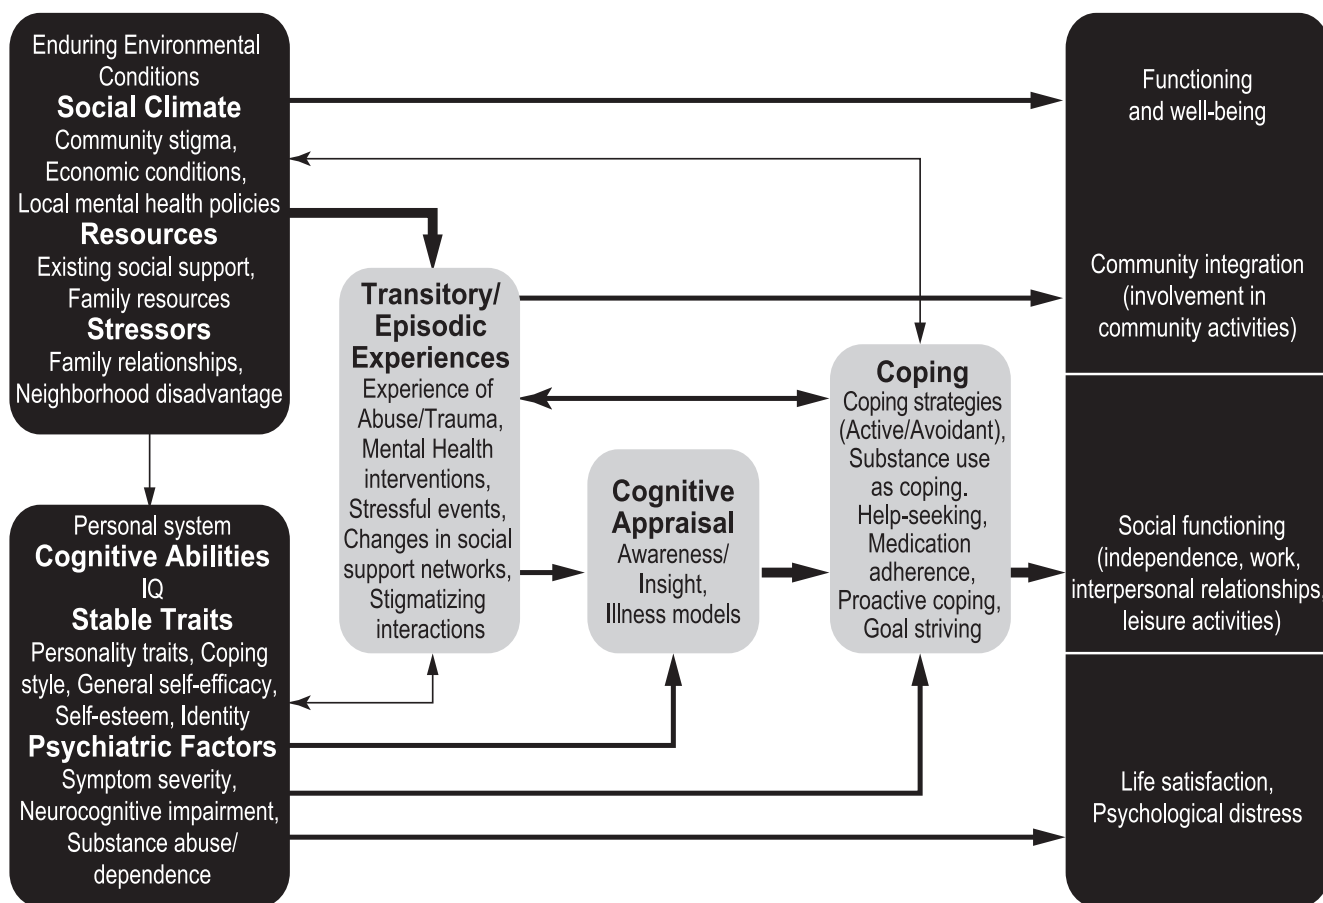 Enduring Environmental
Conditions
Social Climate
Community stigma,
Economic conditions,
Local mental health policies
Resources
Existing social support,
Family resources
Stressors
Family relationships,
Neighborhood disadvantage
Personal system
Cognitive Abilities
IQ
Stable Traits
Personality traits, Coping
style, General self-efficacy,
Self-esteem, Identity
Psychiatric Factors
Symptom severity,
Neurocognitive impairment,
Substance abuse/
dependence
Transitory/
Episodic
Experiences
Experience of
Abuse/Trauma,
Mental Health
interventions,
Stressful events,
Changes in social
support networks,
Stigmatizing
interactions
Cognitive
Appraisal
Awareness/
Insight,
Illness models
Coping
Coping strategies
(Active/Avoidant),
Substance use
as coping.
Help-seeking,
Medication
adherence,
Proactive coping,
Goal striving
Functioning
and well-being
Community integration
(involvement in
community activities)
Social functioning
(independence, work,
interpersonal relationships,
leisure activities)
Life satisfaction,
Psychological distress